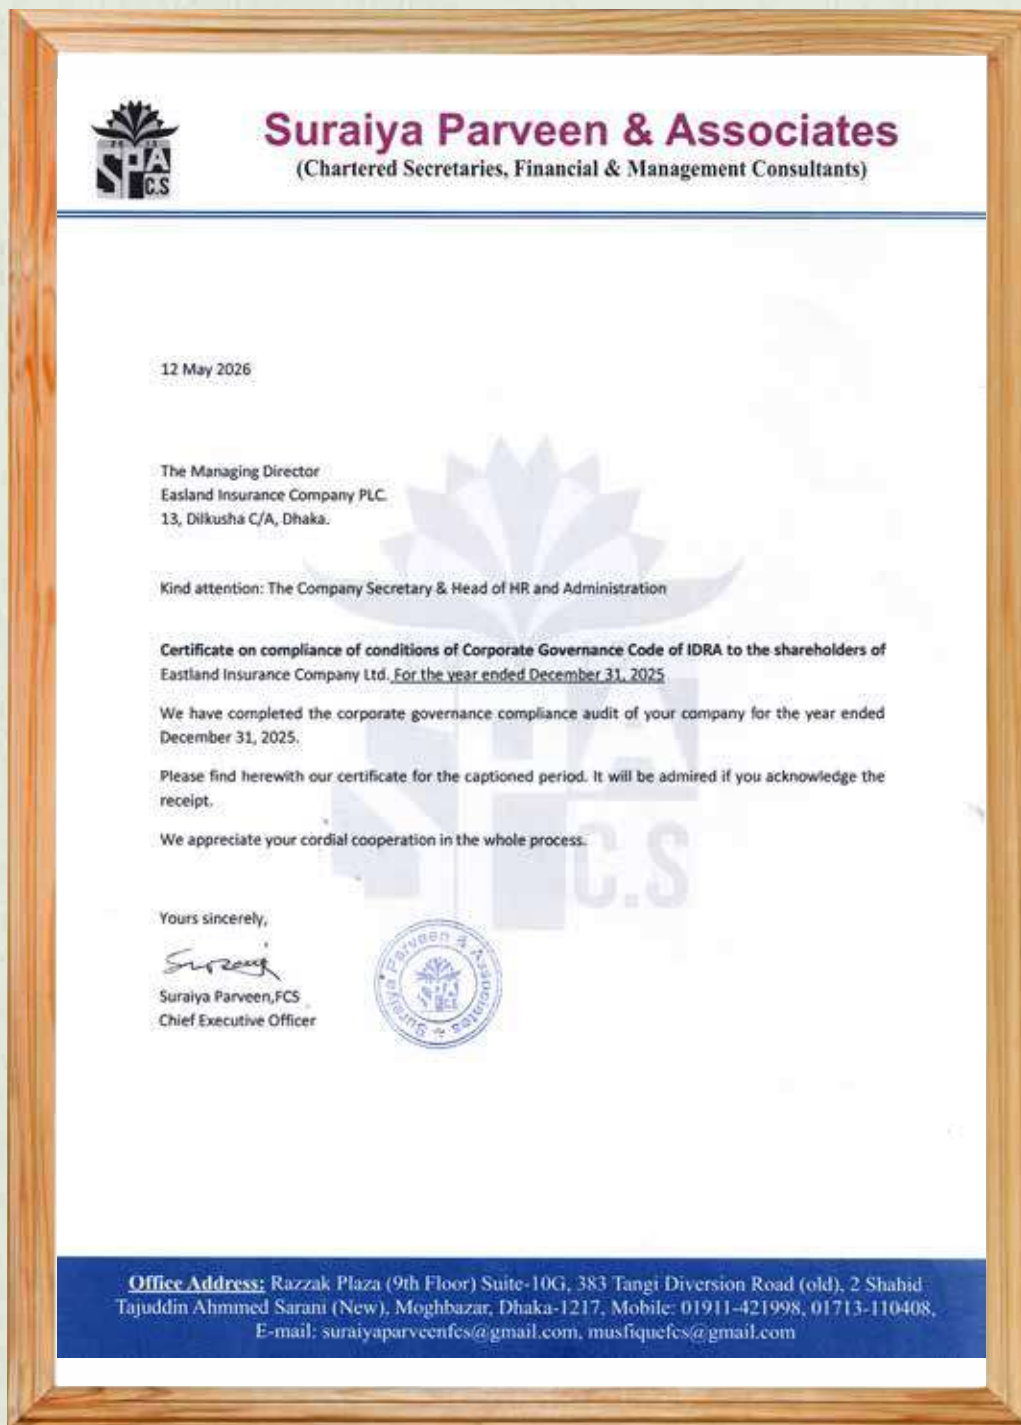 SPA
C.S
Suraiya Parveen & Associates
(Chartered Secretaries, Financial & Management Consultants)
12 May 2026
The Managing Director
Easland Insurance Company PLC.
13, Dilkusha C/A, Dhaka.
Kind attention: The Company Secretary & Head of HR and Administration
Certificate on compliance of conditions of Corporate Governance Code of IDRA to the shareholders of
Eastland Insurance Company Ltd. For the year ended December 31, 2025
We have completed the corporate governance compliance audit of your company for the year ended
December 31, 2025.
Please find herewith our certificate for the captioned period. It will be admired if you acknowledge the
receipt.
We appreciate your cordial cooperation in the whole process.
Yours sincerely,
Suraiya Parveen,FCS
Chief Executive Officer
Suraiya Parveen & Associates
Office Address: Razzak Plaza (9th Floor) Suite-10G, 383 Tangi Diversion Road (old), 2 Shahid
Tajuddin Ahmmed Sarani (New), Moghbazar, Dhaka-1217, Mobile: 01911-421998, 01713-110408,
E-mail: suraiyaparveenfcs@gmail.com, musfiquefcs@gmail.com